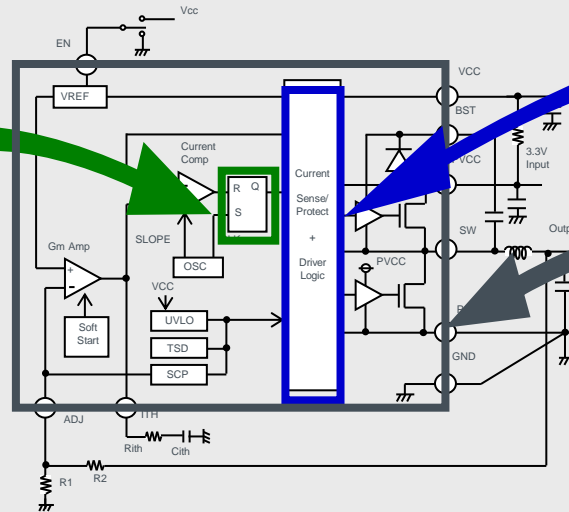 Vcc
EN
VCC
VREF
BST
Current
Comp
3.3V
Input
VCC
R Q
S
Current
Sense/
Protect
+
Driver
Logic
SLOPE
SW
Outp
Gm Amp
OSC
+
PVCC
VCC
Soft
Start
UVLO
TSD
SCP
GND
ADJ
ITH
Rith
Cith
R1
R2